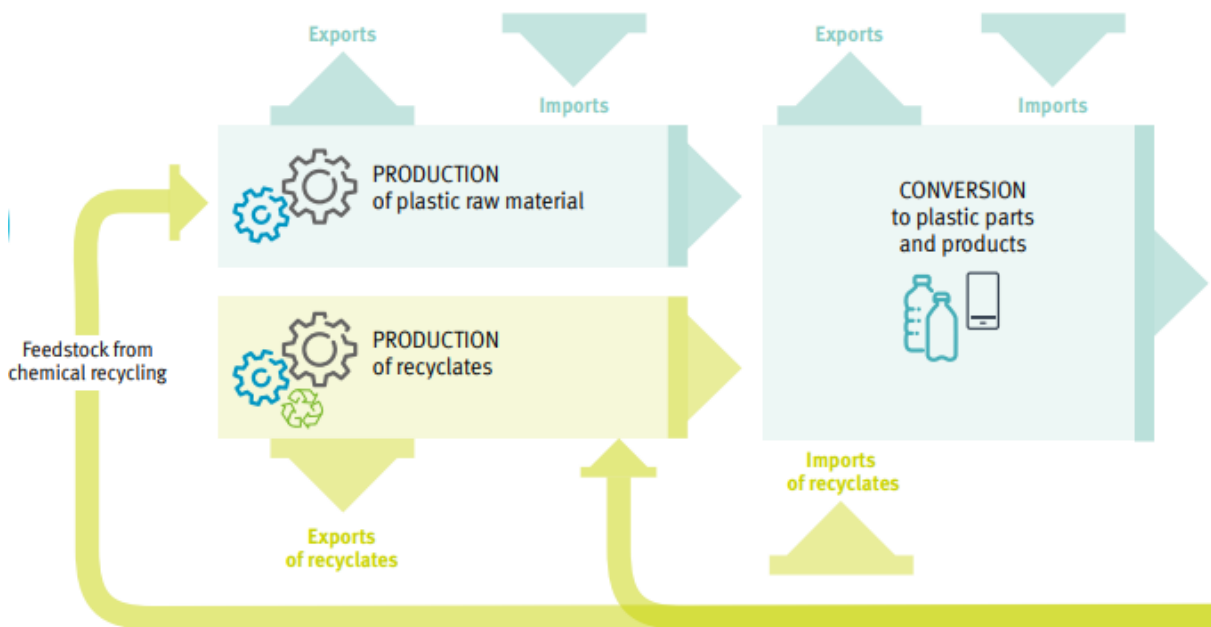 Exports
Imports
Exports
Imports
PRODUCTION
of plastic raw material
CONVERSION
to plastic parts
and products
Feedstock from
chemical recycling
PRODUCTION
of recyclates
Exports
of recyclates
Imports
of recyclates